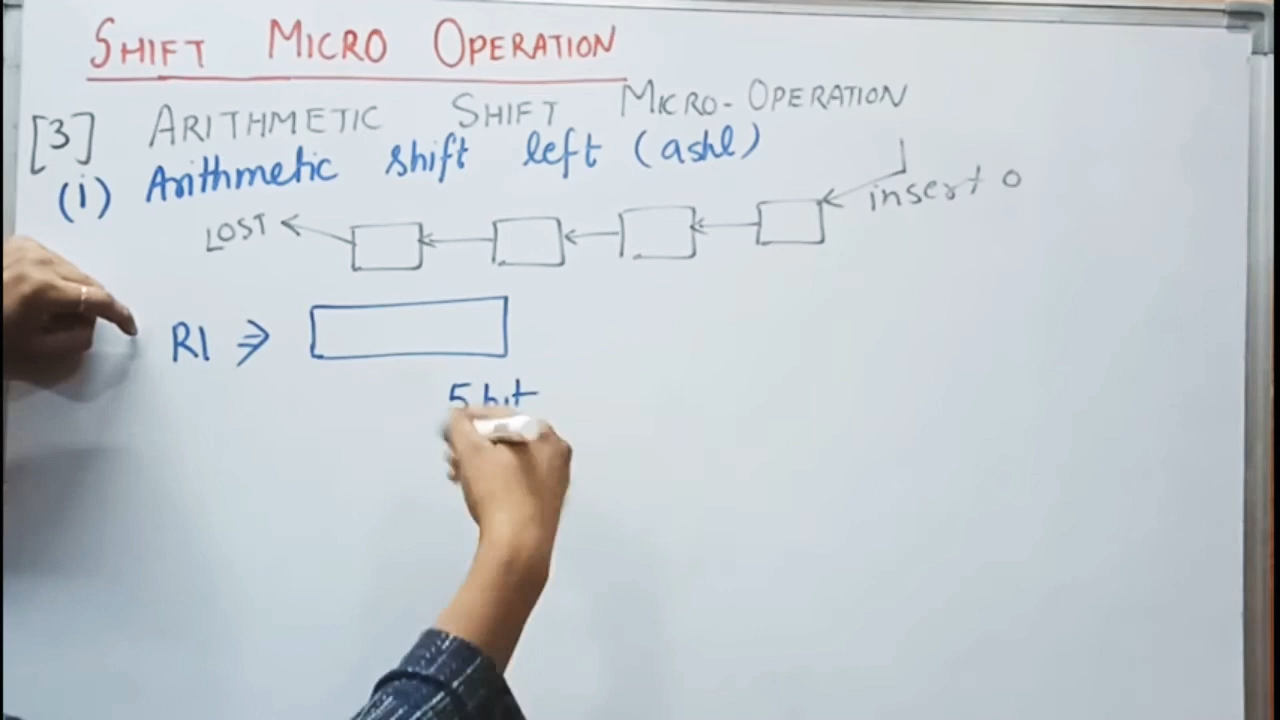 SHIFT MICRO OPERATION
[3] ARITHMETIC SHIFT MICRO-OPERATION
(i) Arithmetic shift left (ashl)
LOST insert 0
R1 ⇒
5 bit